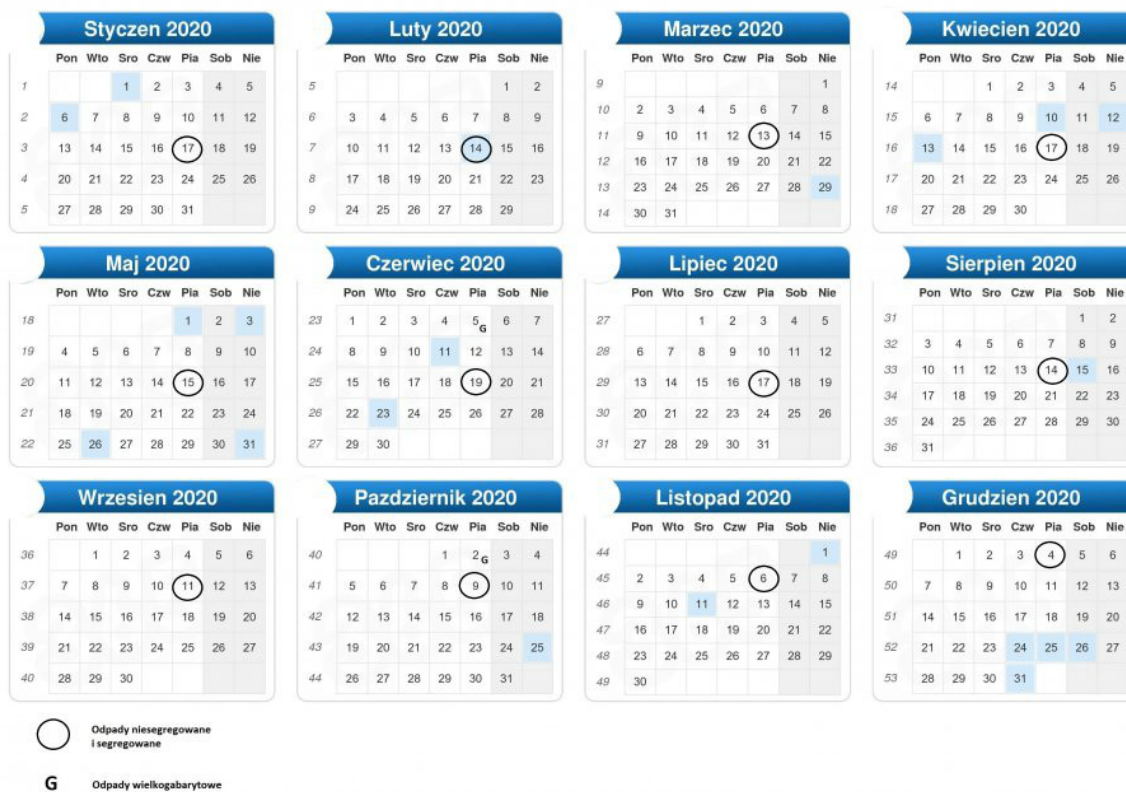 Styczen 2020
Pon Wto Sro Czw Pia Sob Nie
1 1 2 3 4 5
2 6 7 8 9 10 11 12
3 13 14 15 16 17 18 19
4 20 21 22 23 24 25 26
5 27 28 29 30 31
Luty 2020
Pon Wto Sro Czw Pia Sob Nie
5 1 2
6 3 4 5 6 7 8 9
7 10 11 12 13 14 15 16
8 17 18 19 20 21 22 23
9 24 25 26 27 28 29
Marzec 2020
Pon Wto Sro Czw Pia Sob Nie
9 1
10 2 3 4 5 6 7 8
11 9 10 11 12 13 14 15
12 16 17 18 19 20 21 22
13 23 24 25 26 27 28 29
14 30 31
Kwiecien 2020
Pon Wto Sro Czw Pia Sob Nie
14 1 2 3 4 5
15 6 7 8 9 10 11 12
16 13 14 15 16 17 18 19
17 20 21 22 23 24 25 26
18 27 28 29 30
Maj 2020
Pon Wto Sro Czw Pia Sob Nie
18 1 2 3
19 4 5 6 7 8 9 10
20 11 12 13 14 15 16 17
21 18 19 20 21 22 23 24
22 25 26 27 28 29 30 31
Czerwiec 2020
Pon Wto Sro Czw Pia Sob Nie
23 1 2 3 4 5 G 6 7
24 8 9 10 11 12 13 14
25 15 16 17 18 19 20 21
26 22 23 24 25 26 27 28
27 29 30
Lipiec 2020
Pon Wto Sro Czw Pia Sob Nie
27 1 2 3 4 5
28 6 7 8 9 10 11 12
29 13 14 15 16 17 18 19
30 20 21 22 23 24 25 26
31 27 28 29 30 31
Sierpien 2020
Pon Wto Sro Czw Pia Sob Nie
31 1 2
32 3 4 5 6 7 8 9
33 10 11 12 13 14 15 16
34 17 18 19 20 21 22 23
35 24 25 26 27 28 29 30
36 31
Wrzesien 2020
Pon Wto Sro Czw Pia Sob Nie
36 1 2 3 4 5 6
37 7 8 9 10 11 12 13
38 14 15 16 17 18 19 20
39 21 22 23 24 25 26 27
40 28 29 30
Pazdziernik 2020
Pon Wto Sro Czw Pia Sob Nie
40 1 2 G 3 4
41 5 6 7 8 9 10 11
42 12 13 14 15 16 17 18
43 19 20 21 22 23 24 25
44 26 27 28 29 30 31
Listopad 2020
Pon Wto Sro Czw Pia Sob Nie
44 1
45 2 3 4 5 6 7 8
46 9 10 11 12 13 14 15
47 16 17 18 19 20 21 22
48 23 24 25 26 27 28 29
49 30
Grudzien 2020
Pon Wto Sro Czw Pia Sob Nie
49 1 2 3 4 5 6
50 7 8 9 10 11 12 13
51 14 15 16 17 18 19 20
52 21 22 23 24 25 26 27
53 28 29 30 31
Odpady niesegregowane
i segregowane
G Odpady wielkogabarytowe